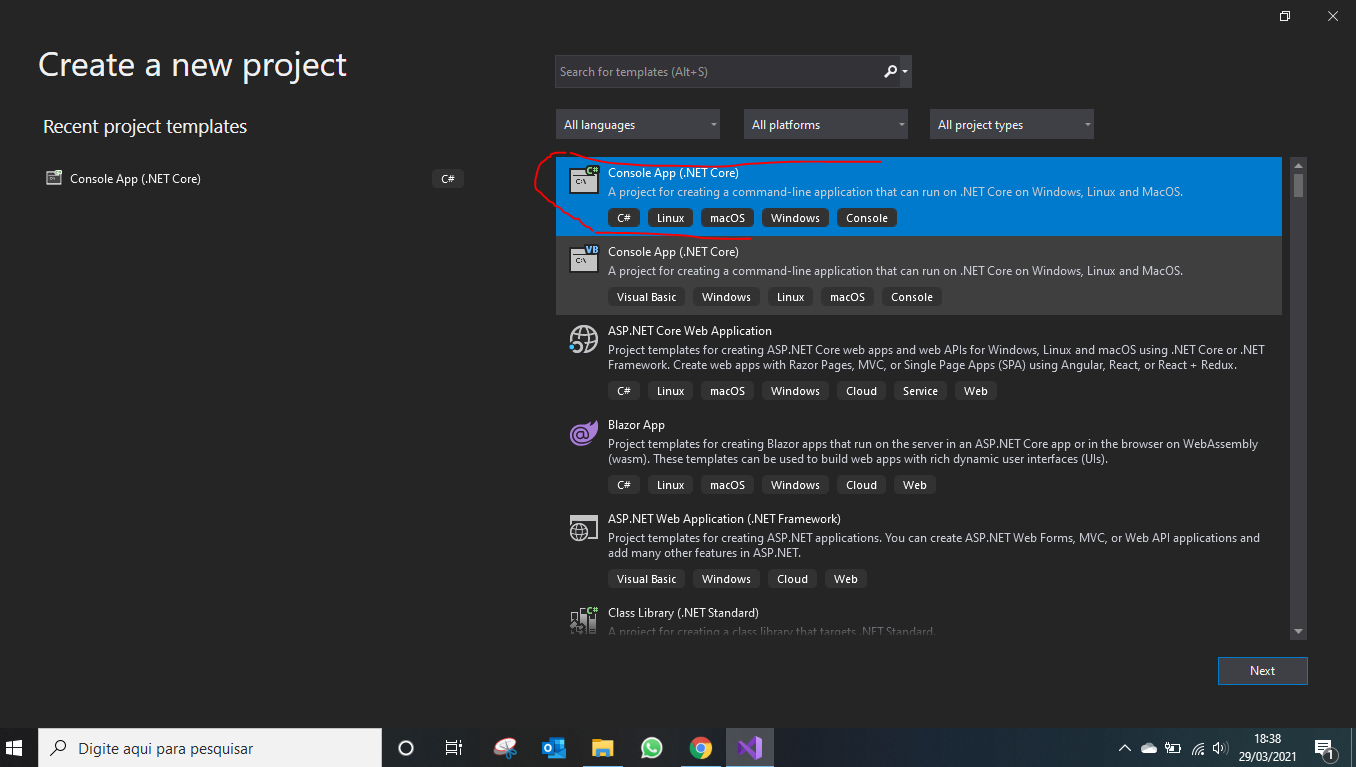 Create a new project
Recent project templates
Console App (.NET Core)
C#
Search for templates (Alt+S)
All languages
All platforms
All project types
C#
C:\
Console App (.NET Core)
A project for creating a command-line application that can run on .NET Core on Windows, Linux and MacOS.
C# Linux macOS Windows Console
VB
C:\
Console App (.NET Core)
A project for creating a command-line application that can run on .NET Core on Windows, Linux and MacOS.
Visual Basic Windows Linux macOS Console
ASP.NET Core Web Application
Project templates for creating ASP.NET Core web apps and web APIs for Windows, Linux and macOS using .NET Core or .NET
Framework. Create web apps with Razor Pages, MVC, or Single Page Apps (SPA) using Angular, React, or React + Redux.
C# Linux macOS Windows Cloud Service Web
Blazor App
Project templates for creating Blazor apps that run on the server in an ASP.NET Core app or in the browser on WebAssembly
(wasm). These templates can be used to build web apps with rich dynamic user interfaces (UIs).
C# Linux macOS Windows Cloud Web
ASP.NET Web Application (.NET Framework)
Project templates for creating ASP.NET applications. You can create ASP.NET Web Forms, MVC, or Web API applications and
add many other features in ASP.NET.
Visual Basic Windows Cloud Web
C#
Class Library (.NET Standard)
A project for creating a class library that targets .NET Standard.
Next
Digite aqui para pesquisar
18:38
29/03/2021
1